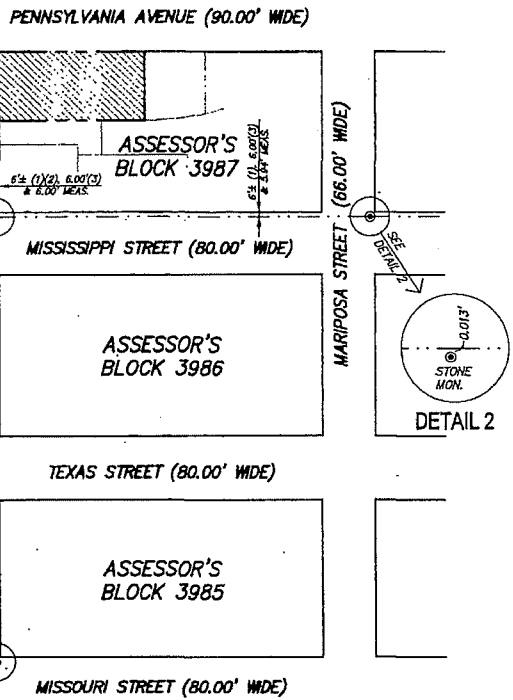 PENNSYLVANIA AVENUE (90.00' WIDE)
ASSESSOR'S
BLOCK 3987
6'± (1)(2), 6.00'(3)
& 6.00' MEAS.
6'± (1), 6.00'(3)
MEAS.
MARIPOSA STREET (66.00' WIDE)
MISSISSIPPI STREET (80.00' WIDE)
SEE
DETAIL 2
0.013'
STONE
MON.
DETAIL 2
ASSESSOR'S
BLOCK 3986
TEXAS STREET (80.00' WIDE)
ASSESSOR'S
BLOCK 3985
MISSOURI STREET (80.00' WIDE)